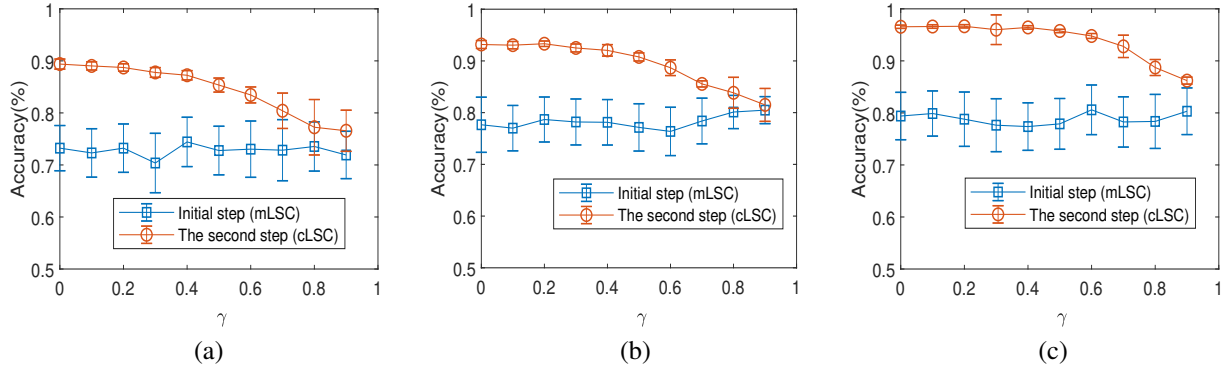 1
0.9
0.8
0.7
0.6
0.5
Accuracy(%)
Initial step (mLSC)
The second step (cLSC)
0 0.2 0.4 0.6 0.8 1
γ
(a)
1
0.9
0.8
0.7
0.6
0.5
Accuracy(%)
Initial step (mLSC)
The second step (cLSC)
0 0.2 0.4 0.6 0.8 1
γ
(b)
1
0.9
0.8
0.7
0.6
0.5
Accuracy(%)
Initial step (mLSC)
The second step (cLSC)
0 0.2 0.4 0.6 0.8 1
γ
(c)